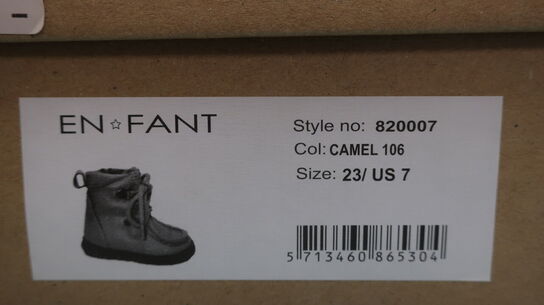 EN☆FANT
Style no: 820007
Col: CAMEL 106
Size: 23/ US 7
5 713460 865304